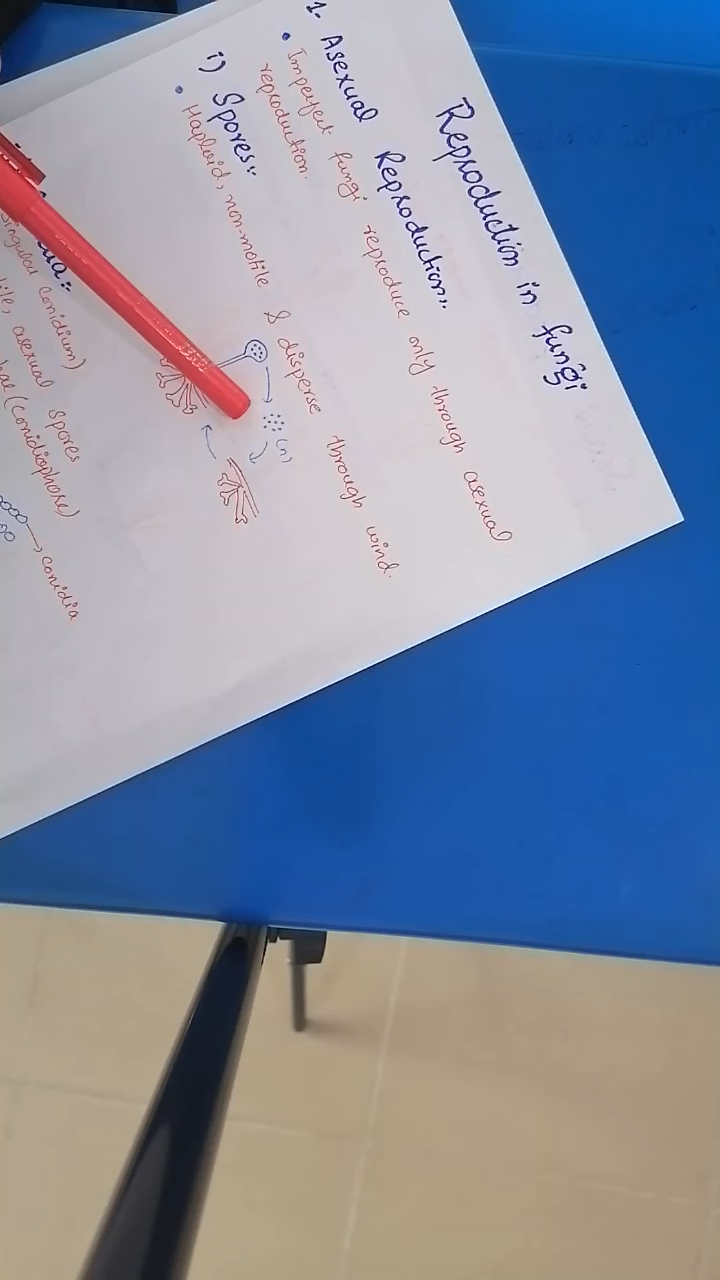 Reproduction in fungi
1. Asexual Reproduction:
• Imperfect fungi reproduce only through asexual
reproduction.
i) Spores:
• Haploid, non-motile & disperse through wind.
(n)
singular conidium)
asexual spores
(conidiophore)
conidia